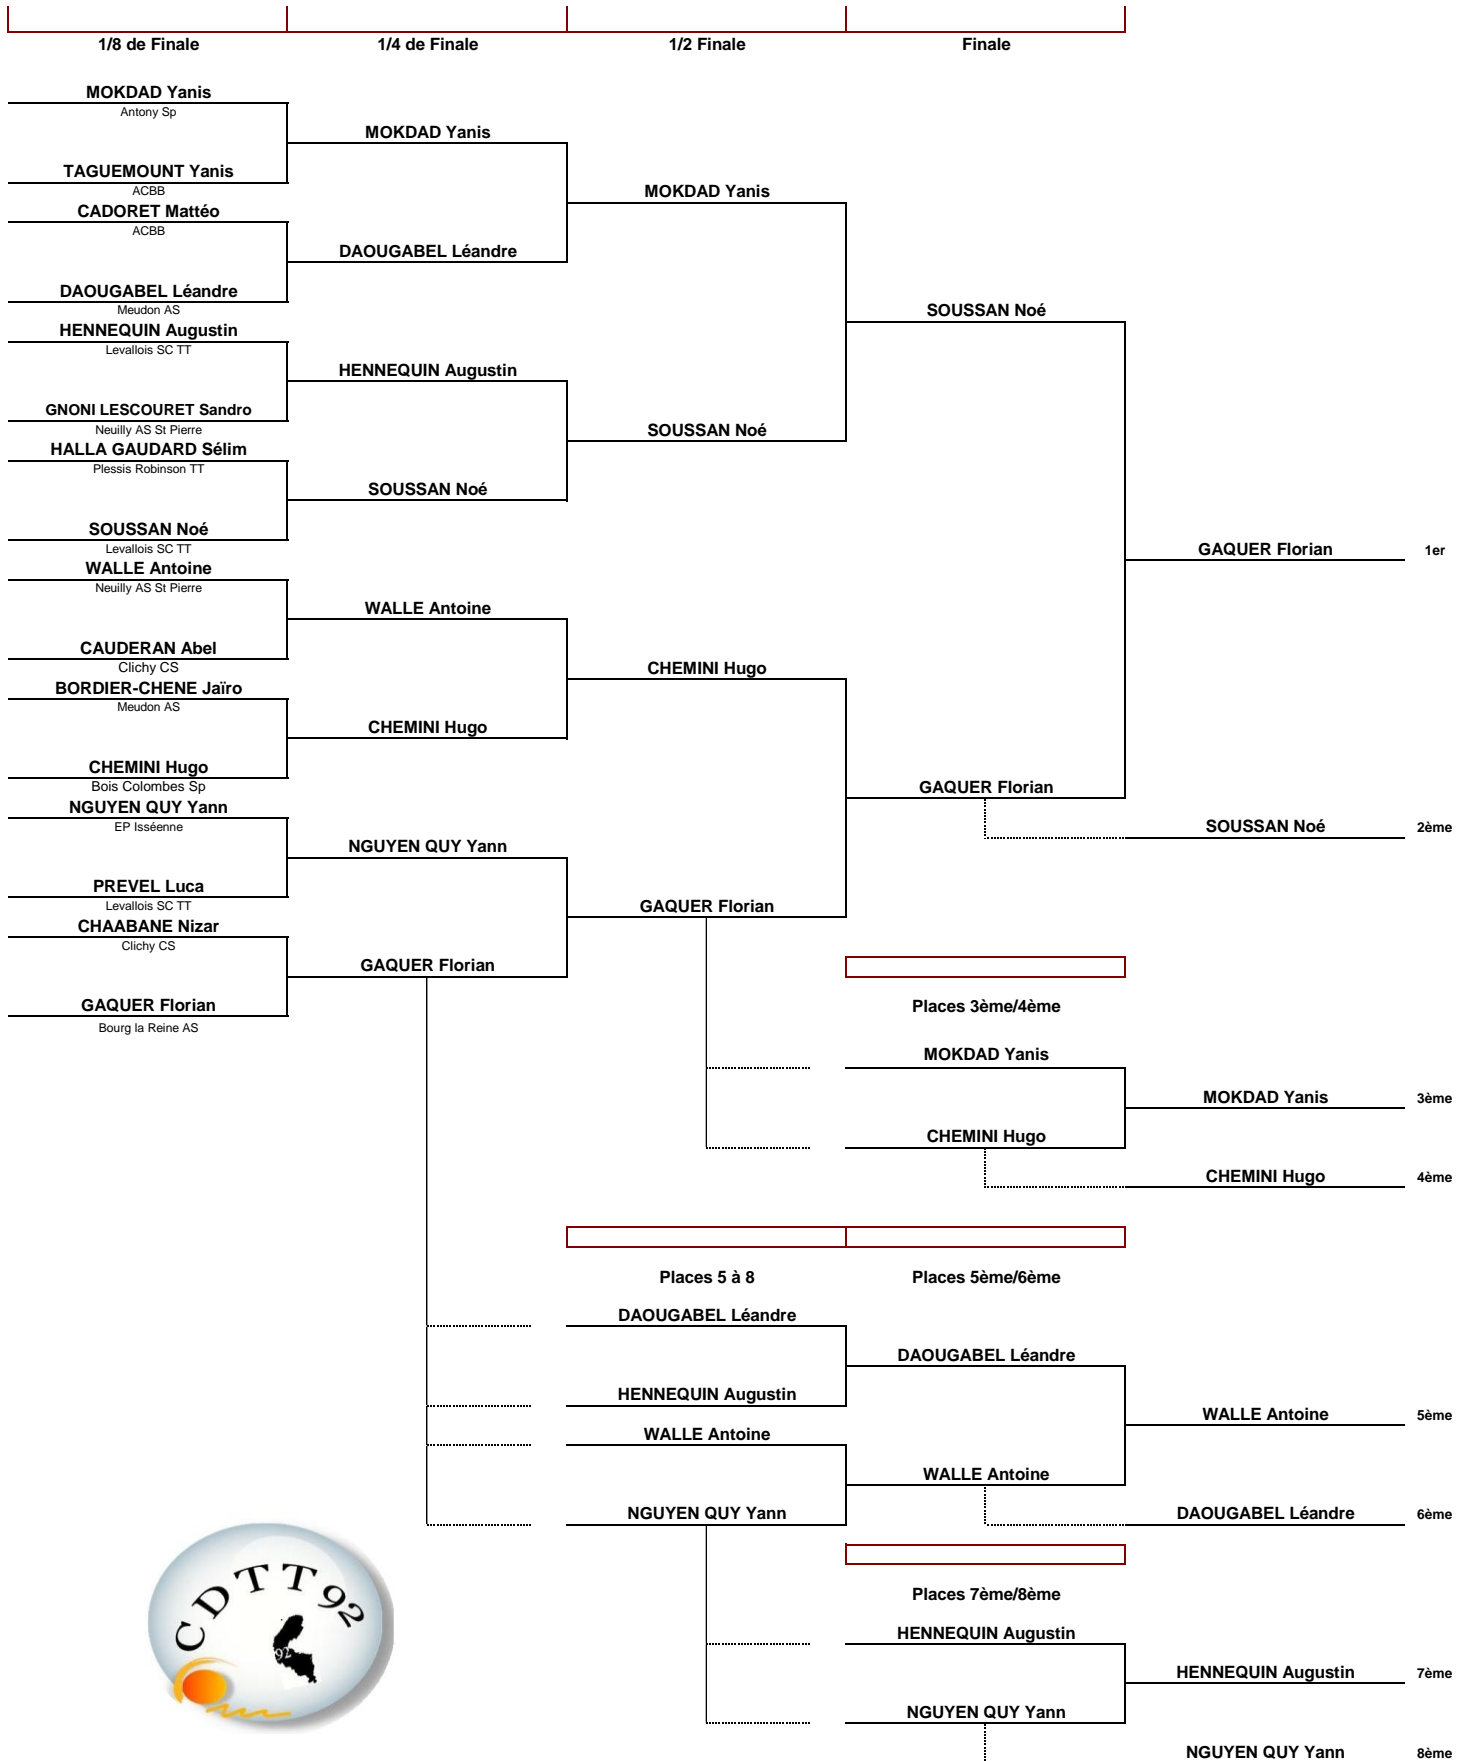 1/8 de Finale
1/4 de Finale
1/2 Finale
Finale
MOKDAD Yanis
Antony Sp
MOKDAD Yanis
TAGUEMOUNT Yanis
ACBB
MOKDAD Yanis
CADORET Mattéo
ACBB
DAOUGABEL Léandre
DAOUGABEL Léandre
Meudon AS
SOUSSAN Noé
HENNEQUIN Augustin
Levallois SC TT
HENNEQUIN Augustin
GNONI LESCOURET Sandro
Neuilly AS St Pierre
SOUSSAN Noé
HALLA GAUDARD Sélim
Plessis Robinson TT
SOUSSAN Noé
SOUSSAN Noé
Levallois SC TT
GAQUER Florian
1er
WALLE Antoine
Neuilly AS St Pierre
WALLE Antoine
CAUDERAN Abel
Clichy CS
CHEMINI Hugo
BORDIER-CHENE Jaïro
Meudon AS
CHEMINI Hugo
CHEMINI Hugo
Bois Colombes Sp
GAQUER Florian
NGUYEN QUY Yann
EP Isséenne
SOUSSAN Noé
2ème
NGUYEN QUY Yann
PREVEL Luca
Levallois SC TT
GAQUER Florian
CHAABANE Nizar
Clichy CS
GAQUER Florian
GAQUER Florian
Bourg la Reine AS
Places 3ème/4ème
MOKDAD Yanis
MOKDAD Yanis
3ème
CHEMINI Hugo
CHEMINI Hugo
4ème
Places 5 à 8
Places 5ème/6ème
DAOUGABEL Léandre
DAOUGABEL Léandre
HENNEQUIN Augustin
WALLE Antoine
5ème
WALLE Antoine
WALLE Antoine
NGUYEN QUY Yann
DAOUGABEL Léandre
6ème
CDTT92
92
Places 7ème/8ème
HENNEQUIN Augustin
HENNEQUIN Augustin
7ème
NGUYEN QUY Yann
NGUYEN QUY Yann
8ème